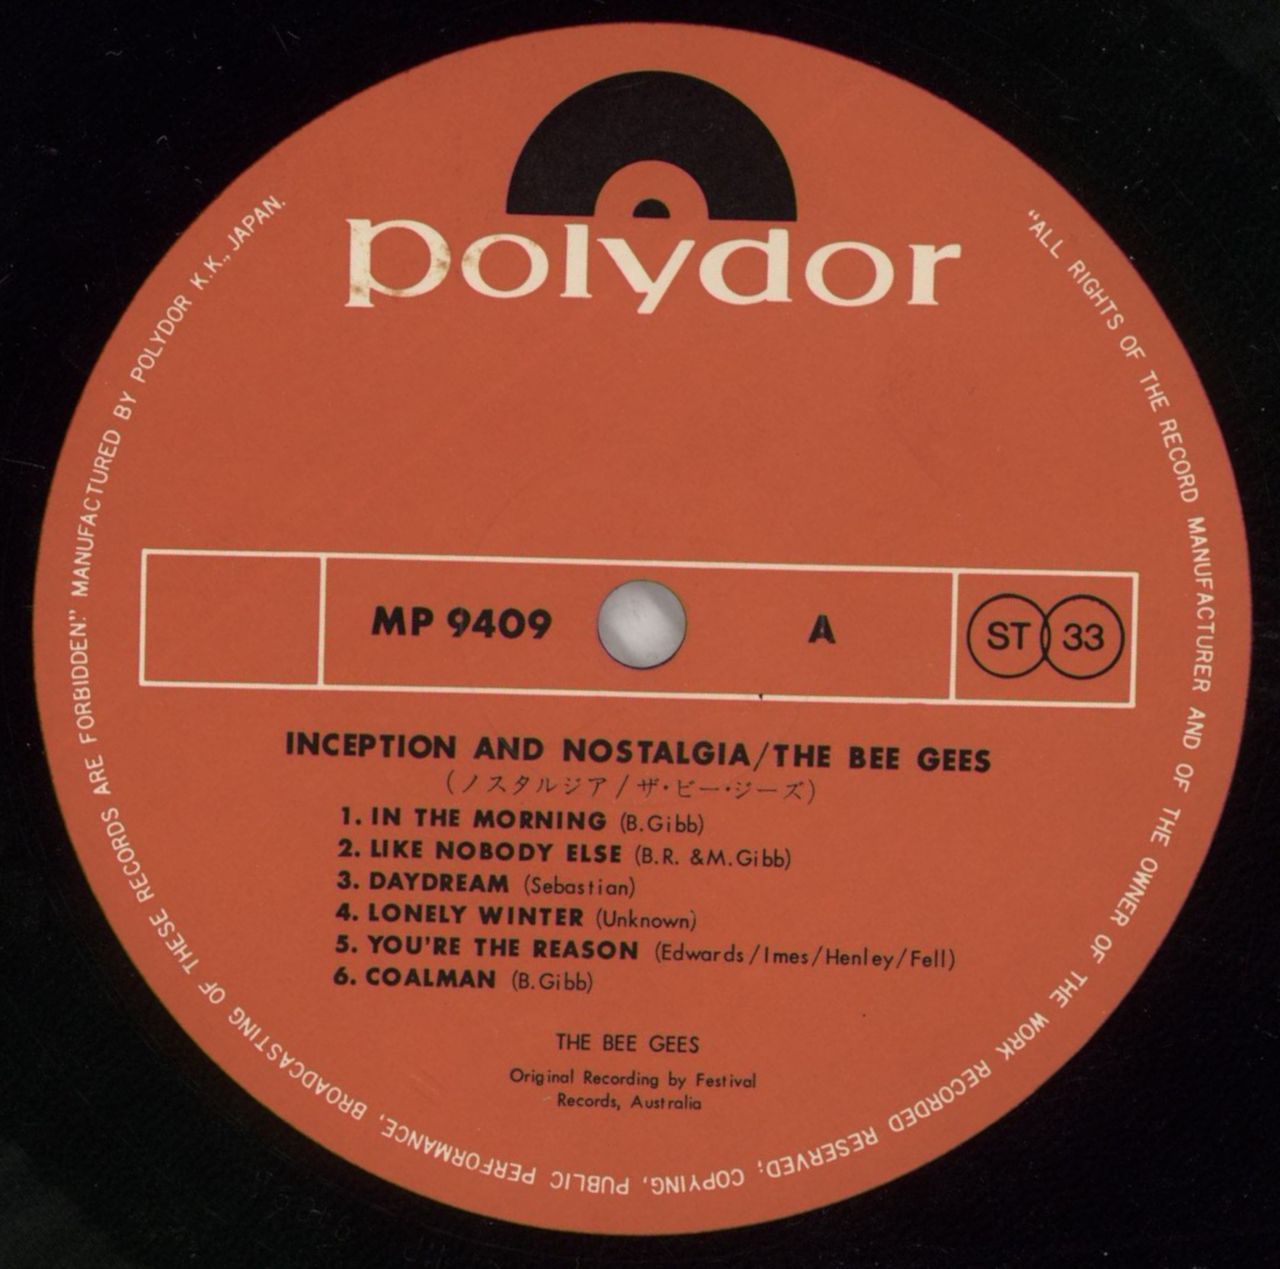 polydor
MP 9409 A ST 33
INCEPTION AND NOSTALGIA/THE BEE GEES
(ノスタルジア/ザ・ビー・ジーズ)
1. IN THE MORNING (B.Gibb)
2. LIKE NOBODY ELSE (B.R. &M.Gibb)
3. DAYDREAM (Sebastian)
4. LONELY WINTER (Unknown)
5. YOU'RE THE REASON (Edwards/Imes/Henley/Fell)
6. COALMAN (B.Gibb)
THE BEE GEES
Original Recording by Festival
Records, Australia
"ALL RIGHTS OF THE RECORD MANUFACTURER AND OF THE OWNER OF THE WORK RECORDED RESERVED; COPYING, PUBLIC PERFORMANCE, BROADCASTING OF THESE RECORDS ARE FORBIDDEN." MANUFACTURED BY POLYDOR K.K., JAPAN.